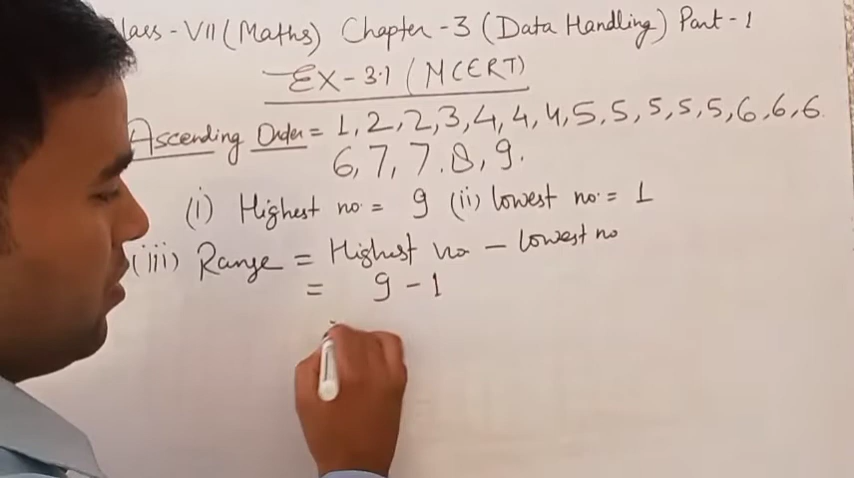 Class - VII (Maths) Chapter - 3 (Data Handling) Part - 1
EX - 3.1 (NCERT)
Ascending Order = 1, 2, 2, 3, 4, 4, 4, 5, 5, 5, 5, 5, 6, 6, 6
6, 7, 7. 8, 9.
(i) Highest no. = 9 (ii) lowest no. = 1
(iii) Range = Highest no - lowest no
= 9 - 1